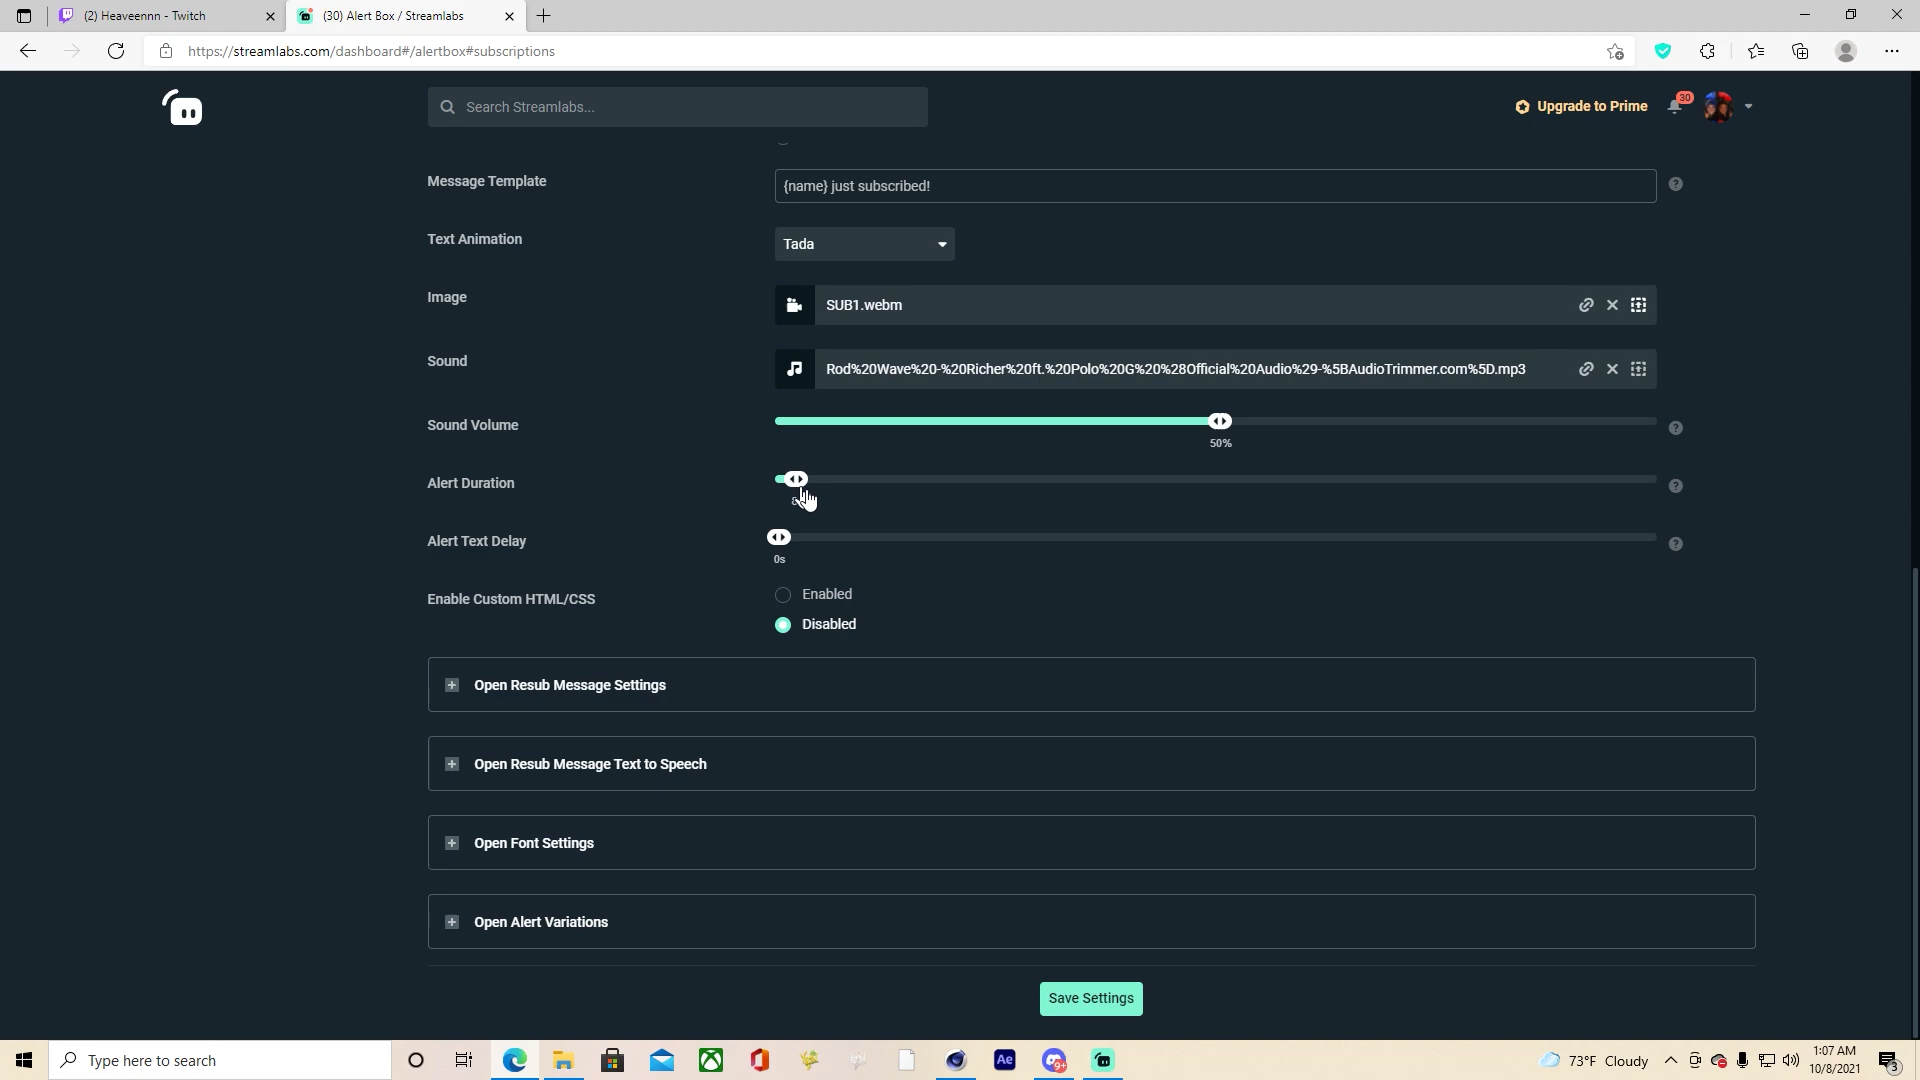 (2) Heaveennn - Twitch
(30) Alert Box / Streamlabs
https://streamlabs.com/dashboard#/alertbox#subscriptions
Search Streamlabs...
Upgrade to Prime
30
Message Template
{name} just subscribed!
Text Animation
Tada
Image
SUB1.webm
Sound
Rod%20Wave%20-%20Richer%20ft.%20Polo%20G%20%28Official%20Audio%29-%5BAudioTrimmer.com%5D.mp3
Sound Volume
50%
Alert Duration
Alert Text Delay
0s
Enable Custom HTML/CSS
Enabled
Disabled
Open Resub Message Settings
Open Resub Message Text to Speech
Open Font Settings
Open Alert Variations
Save Settings
Type here to search
Ae
9+
73°F Cloudy
1:07 AM
10/8/2021
3